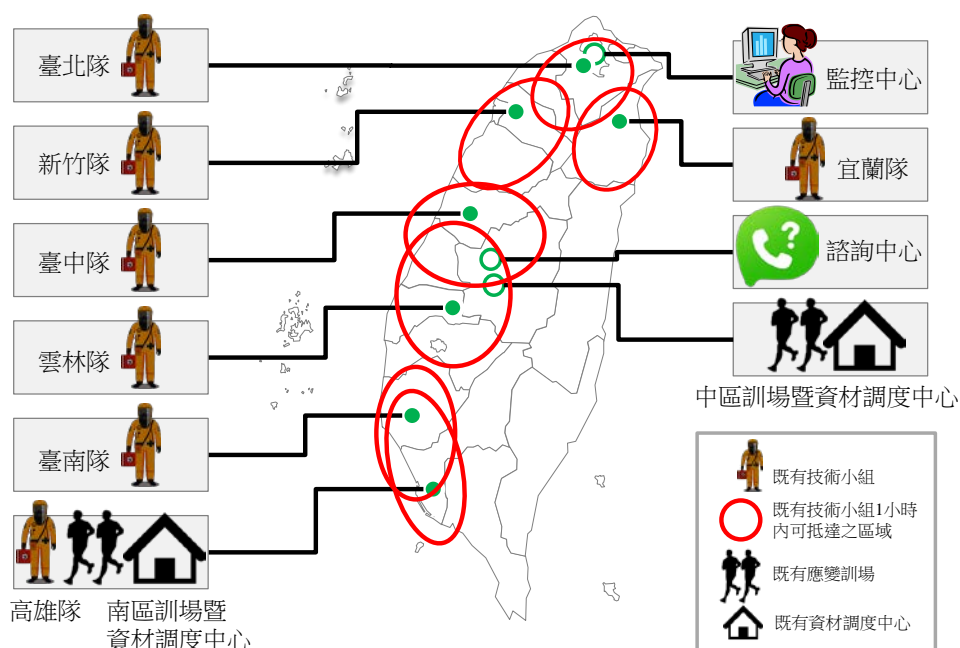 臺北隊
新竹隊
臺中隊
雲林隊
臺南隊
高雄隊
南區訓場暨
資材調度中心
監控中心
宜蘭隊
?
諮詢中心
中區訓場暨資材調度中心
既有技術小組
既有技術小組1小時
內可抵達之區域
既有應變訓場
既有資材調度中心